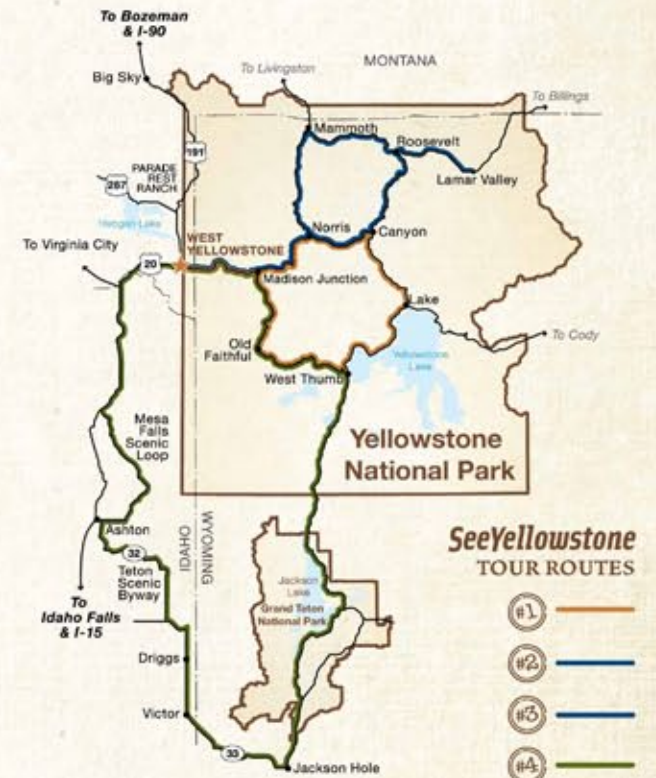 To Bozeman
& I-90
MONTANA
To Livingston
Big Sky
To Billings
Mammoth
Roosevelt
191
PARADE
REST
RANCH
287
Lamar Valley
Hebgen Lake
Norris
Canyon
WEST
YELLOWSTONE
To Virginia City
20
Madison Junction
Lake
Old
Faithful
To Cody
Yellowstone
Lake
West Thumb
Mesa
Falls
Scenic
Loop
Yellowstone
National Park
IDAHO
WYOMING
Ashton
32
Teton
Scenic
Byway
To
Idaho Falls
& I-15
Jackson
Lake
Grand Teton
National Park
Driggs
Victor
33
Jackson Hole
SeeYellowstone
TOUR ROUTES
#1
#2
#3
#4